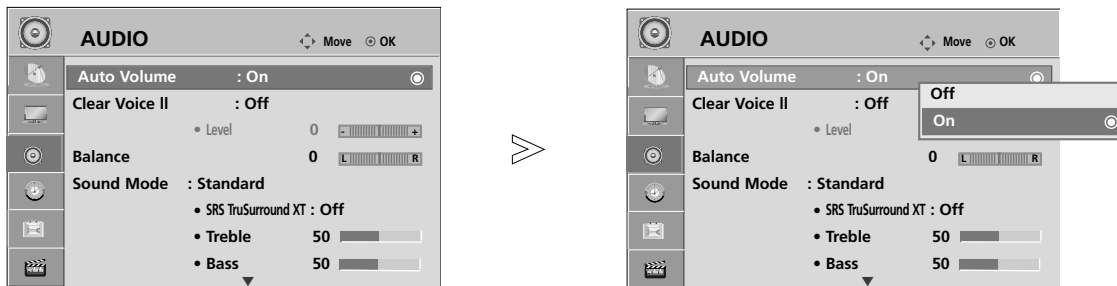 AUDIO Move OK
Auto Volume : On
Clear Voice ll : Off
• Level 0 - +
Balance 0 L R
Sound Mode : Standard
• SRS TruSurround XT : Off
• Treble 50
• Bass 50
AUDIO Move OK
Auto Volume : On
Off
Clear Voice ll : Off
On
• Level
Balance 0 L R
Sound Mode : Standard
• SRS TruSurround XT : Off
• Treble 50
• Bass 50